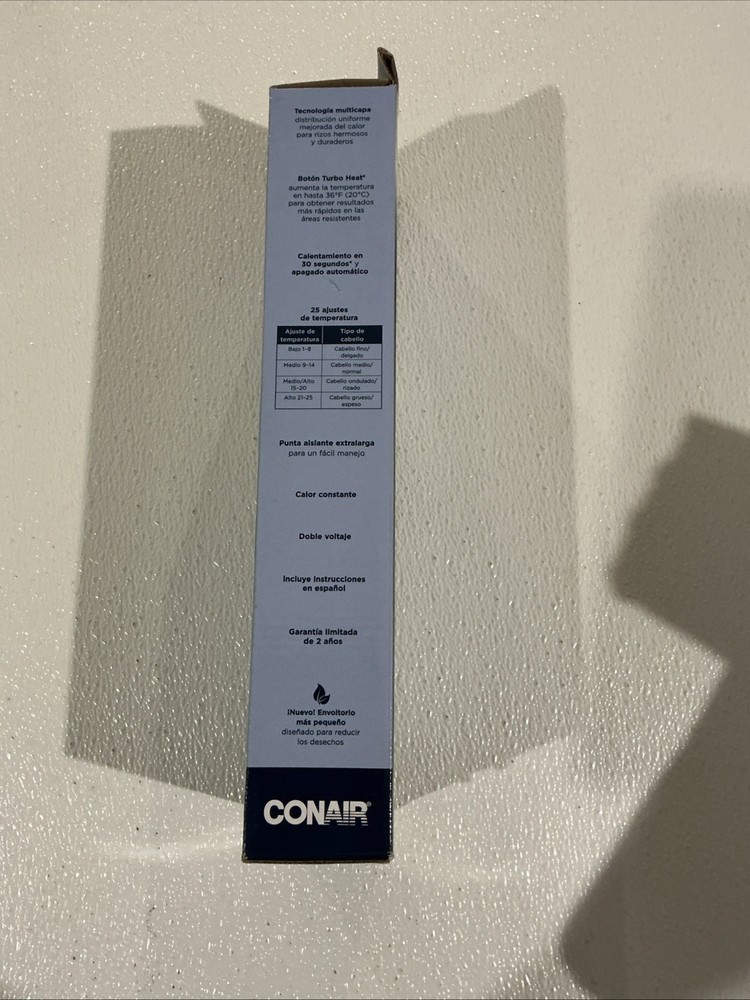 Tecnología multicapa
distribución uniforme
mejorada del calor
para rizos hermosos
y duraderos
Botón Turbo Heat®
aumenta la temperatura
en hasta 36°F (20°C)
para obtener resultados
más rápidos en las
áreas resistentes
Calentamiento en
30 segundos* y
apagado automático
25 ajustes
de temperatura
Ajuste de temperatura Tipo de cabello
Bajo 1-8 Cabello fino/delgado
Medio 9-14 Cabello medio/normal
Medio/Alto 15-20 Cabello ondulado/rizado
Alto 21-25 Cabello grueso/espeso
Punta aislante extralarga
para un fácil manejo
Calor constante
Doble voltaje
Incluye instrucciones
en español
Garantía limitada
de 2 años
¡Nuevo! Envoltorio
más pequeño
diseñado para reducir
los desechos
CONAIR®